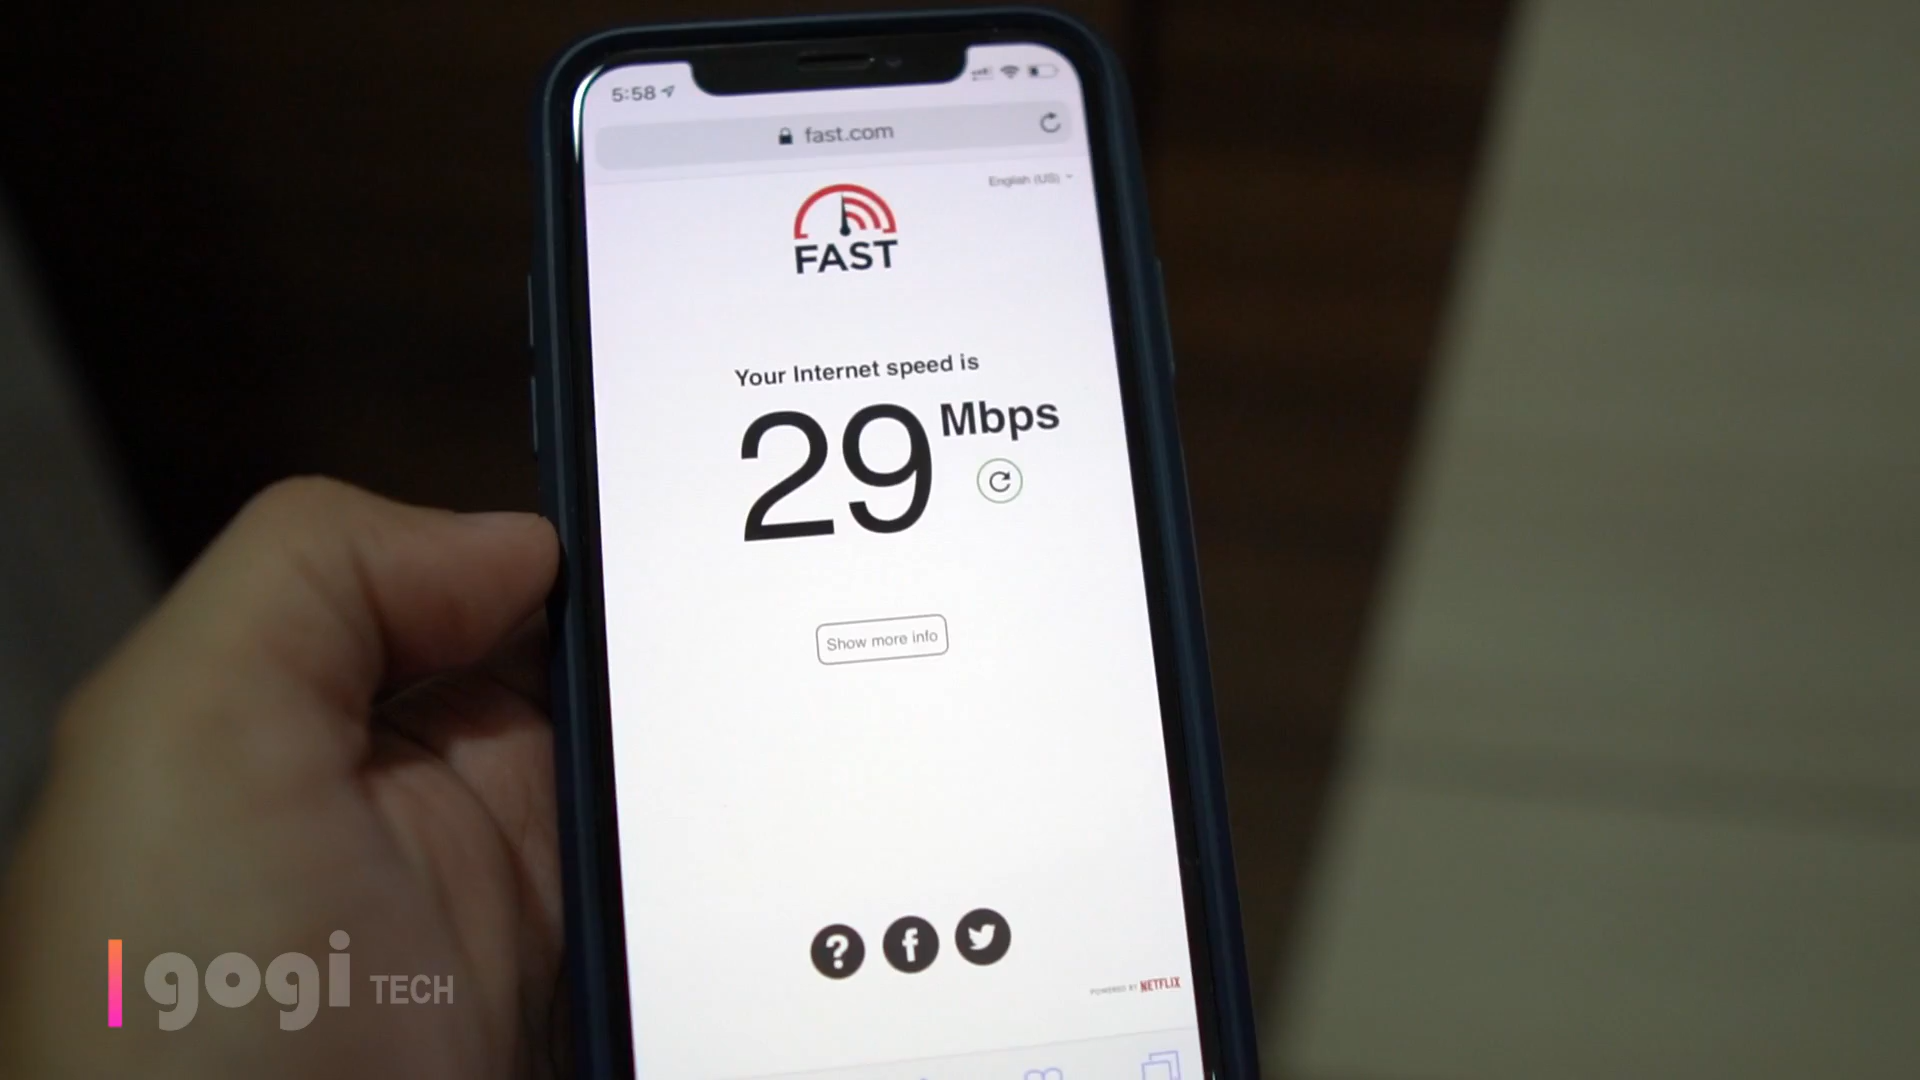 5:58
fast.com
English (US)
FAST
Your Internet speed is
29 Mbps
Show more info
POWERED BY NETFLIX
gogi TECH